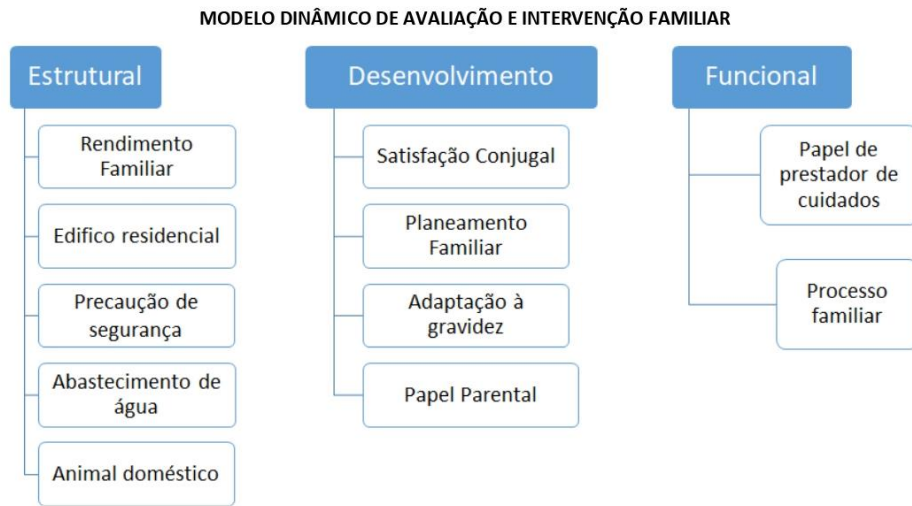 MODELO DINÂMICO DE AVALIAÇÃO E INTERVENÇÃO FAMILIAR
Estrutural
Rendimento
Familiar
Edifico residencial
Precaução de
segurança
Abastecimento de
água
Animal doméstico
Desenvolvimento
Satisfação Conjugal
Planeamento
Familiar
Adaptação à
gravidez
Papel Parental
Funcional
Papel de
prestador de
cuidados
Processo
familiar